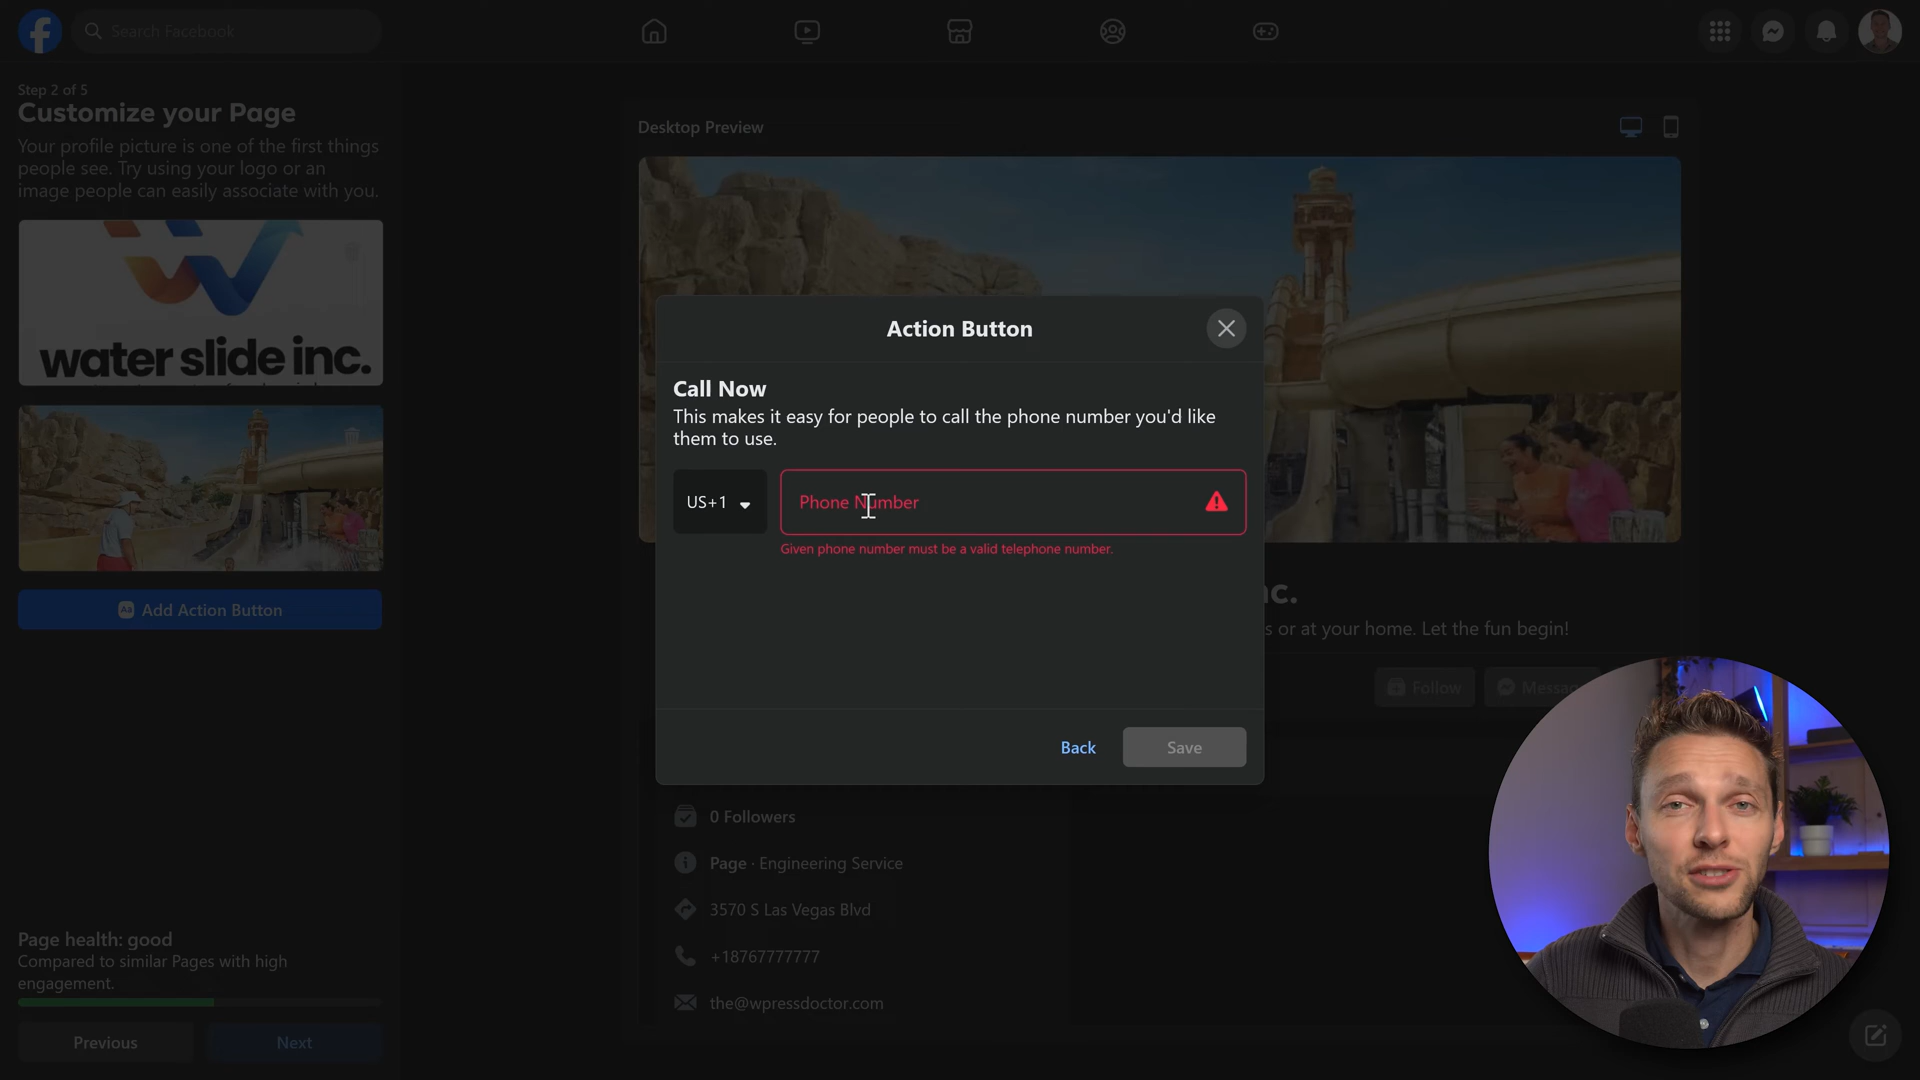 Search Facebook
Step 2 of 5
Customize your Page
Your profile picture is one of the first things
people see. Try using your logo or an
image people can easily associate with you.
water slide inc.
Add Action Button
Page health: good
Compared to similar Pages with high
engagement.
Previous
Next
Desktop Preview
Action Button
Call Now
This makes it easy for people to call the phone number you'd like
them to use.
US+1
Phone Number
Given phone number must be a valid telephone number.
Back
Save
nc.
s or at your home. Let the fun begin!
Follow
Messag
0 Followers
Page · Engineering Service
3570 S Las Vegas Blvd
+18767777777
the@wpressdoctor.com